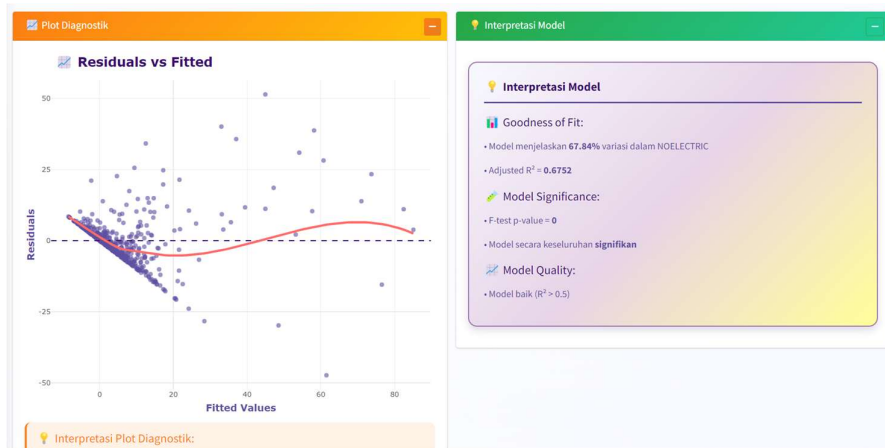 Plot Diagnostik
Residuals vs Fitted
50
25
0
-25
-50
Residuals
0
20
40
60
80
Fitted Values
Interpretasi Plot Diagnostik:
Interpretasi Model
Interpretasi Model
Goodness of Fit:
• Model menjelaskan 67.84% variasi dalam NOELECTRIC
• Adjusted R² = 0.6752
Model Significance:
• F-test p-value = 0
• Model secara keseluruhan signifikan
Model Quality:
• Model baik (R² > 0.5)